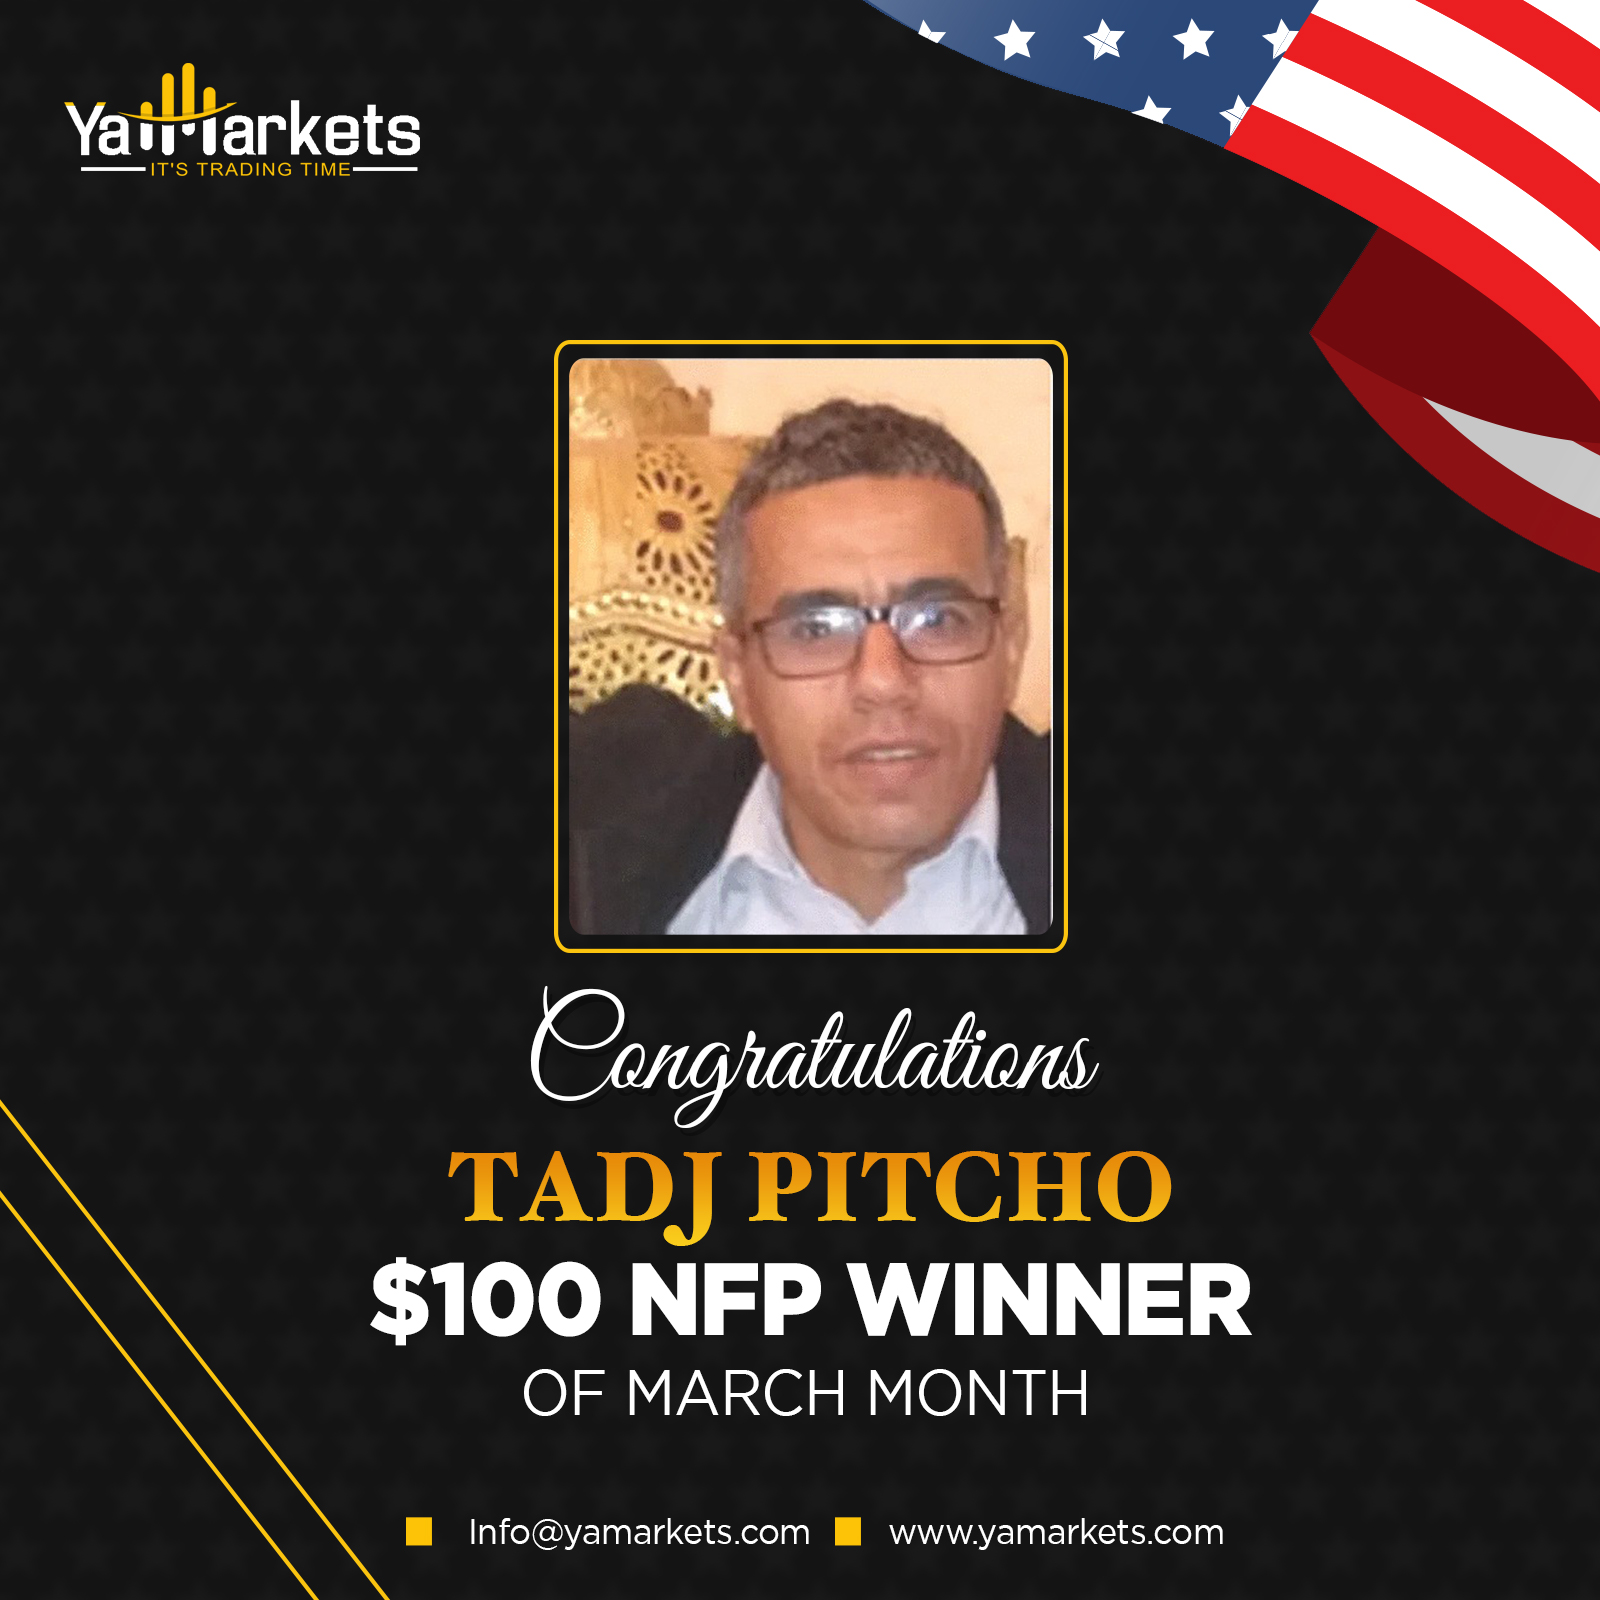 YaMarkets
IT'S TRADING TIME
Congratulations
TADJ PITCHO
$100 NFP WINNER
OF MARCH MONTH
Info@yamarkets.com www.yamarkets.com